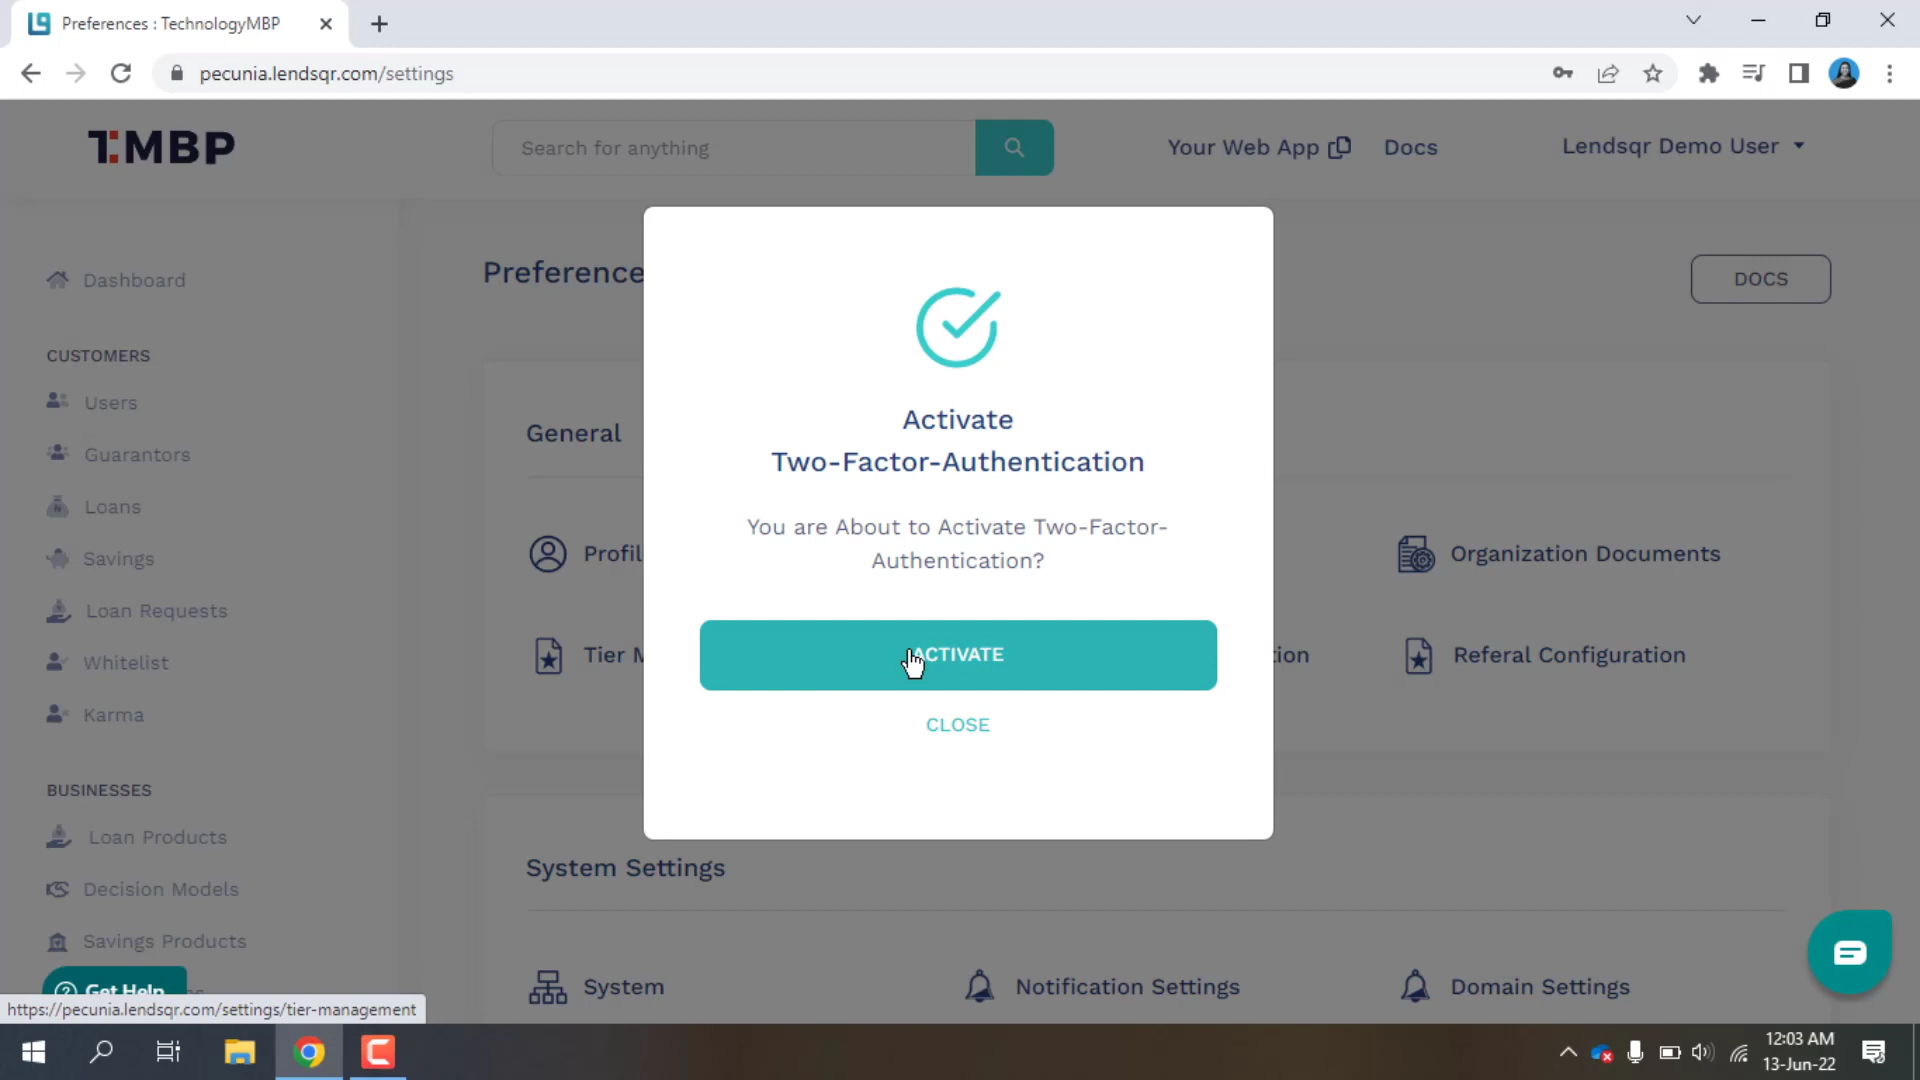 Preferences : TechnologyMBP
pecunia.lendsqr.com/settings
T:MBP
Search for anything
Your Web App
Docs
Lendsqr Demo User
Dashboard
CUSTOMERS
Users
Guarantors
Loans
Savings
Loan Requests
Whitelist
Karma
BUSINESSES
Loan Products
Decision Models
Savings Products
Get Help
https://pecunia.lendsqr.com/settings/tier-management
Preference
DOCS
General
Profil
Organization Documents
Tier M
tion
Referal Configuration
Activate
Two-Factor-Authentication
You are About to Activate Two-Factor-
Authentication?
ACTIVATE
CLOSE
System Settings
System
Notification Settings
Domain Settings
12:03 AM
13-Jun-22